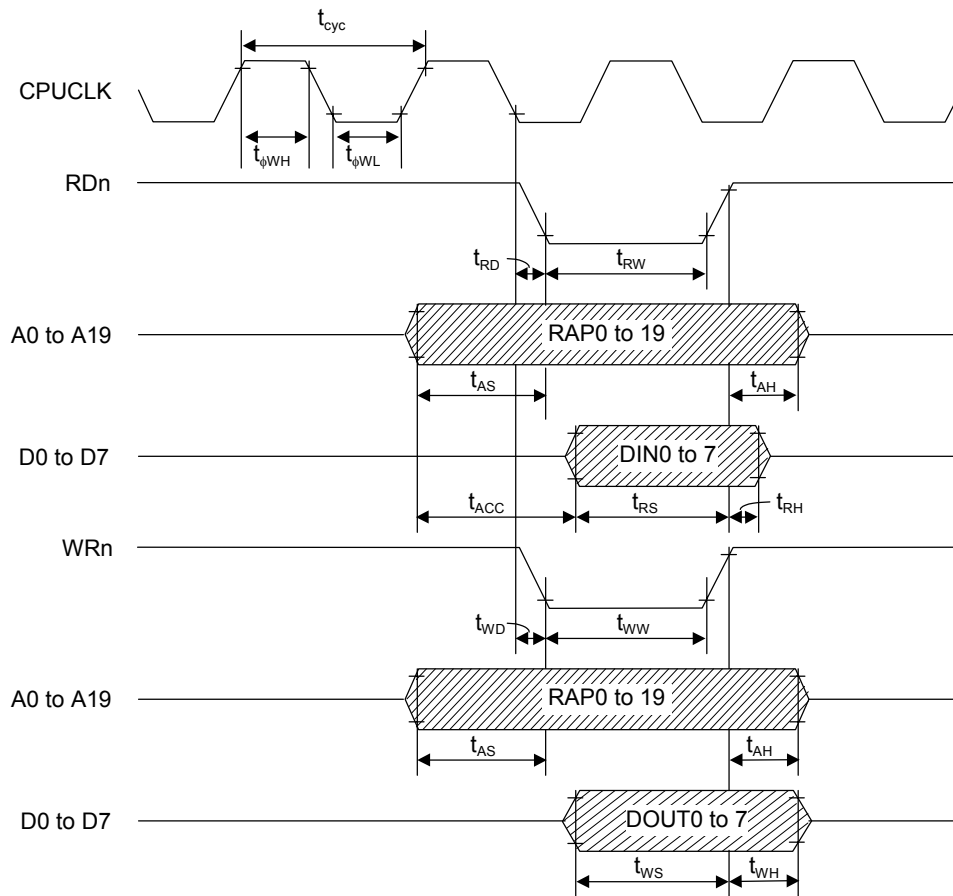 tcyc
CPUCLK
tϕWH
tϕWL
RDn
tRD
tRW
A0 to A19
RAP0 to 19
tAS
tAH
D0 to D7
DIN0 to 7
tACC
tRS
tRH
WRn
tWD
tWW
A0 to A19
RAP0 to 19
tAS
tAH
D0 to D7
DOUT0 to 7
tWS
tWH